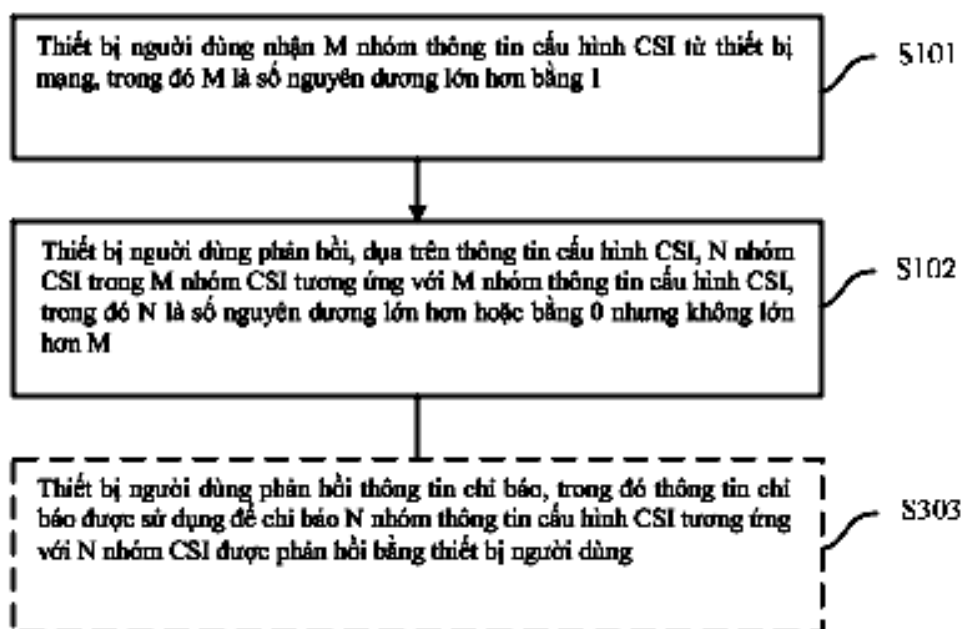 Thiết bị người dùng nhận M nhóm thông tin cấu hình CSI từ thiết bị
mạng, trong đó M là số nguyên dương lớn hơn bằng 1
S101
Thiết bị người dùng phản hồi, dựa trên thông tin cấu hình CSI, N nhóm
CSI trong M nhóm CSI tương ứng với M nhóm thông tin cấu hình CSI,
trong đó N là số nguyên dương lớn hơn hoặc bằng 0 nhưng không lớn
hơn M
S102
Thiết bị người dùng phản hồi thông tin chỉ báo, trong đó thông tin chỉ
báo được sử dụng để chỉ báo N nhóm thông tin cấu hình CSI tương ứng
với N nhóm CSI được phản hồi bằng thiết bị người dùng
S303